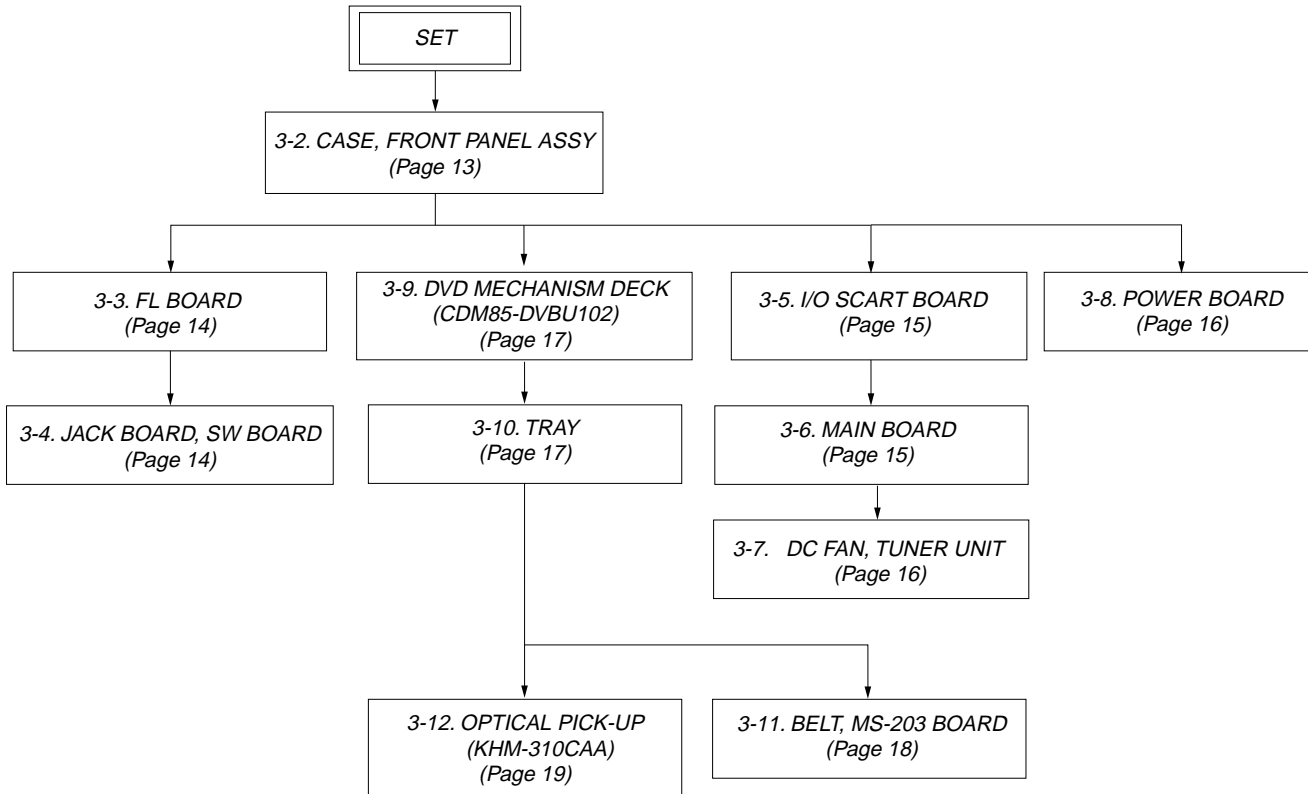 SET
3-2. CASE, FRONT PANEL ASSY
(Page 13)
3-3. FL BOARD
(Page 14)
3-9. DVD MECHANISM DECK
(CDM85-DVBU102)
(Page 17)
3-5. I/O SCART BOARD
(Page 15)
3-8. POWER BOARD
(Page 16)
3-4. JACK BOARD, SW BOARD
(Page 14)
3-10. TRAY
(Page 17)
3-6. MAIN BOARD
(Page 15)
3-7. DC FAN, TUNER UNIT
(Page 16)
3-12. OPTICAL PICK-UP
(KHM-310CAA)
(Page 19)
3-11. BELT, MS-203 BOARD
(Page 18)